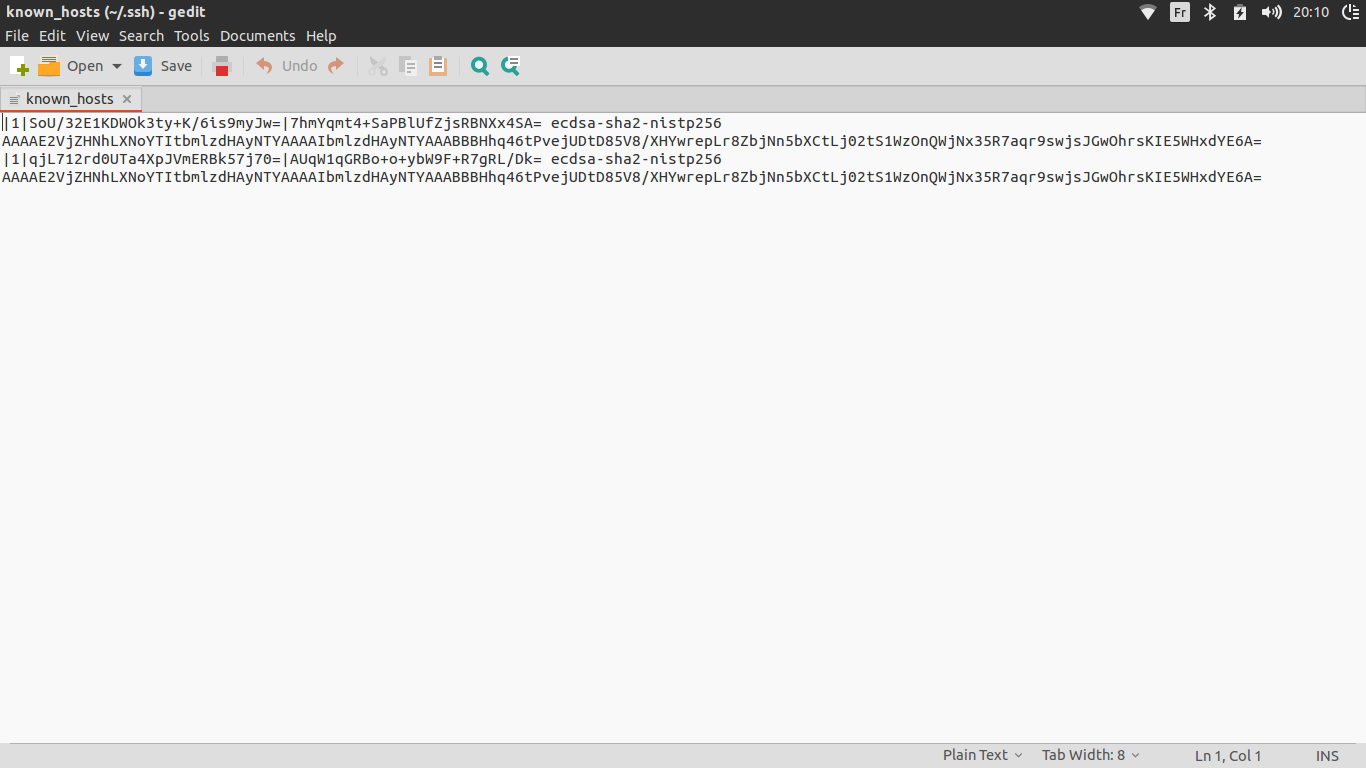 known_hosts (~/.ssh) - gedit
Fr
20:10
File Edit View Search Tools Documents Help
Open Save Undo
known_hosts
|1|SoU/32E1KDWOk3ty+K/6is9myJw=|7hmYqmt4+SaPBlUfZjsRBNXx4SA= ecdsa-sha2-nistp256
AAAAE2VjZHNhLXNoYTItbmlzdHAyNTYAAAAIbmlzdHAyNTYAAABBBHhq46tPvejUDtD85V8/XHYwrepLr8ZbjNn5bXCtLj02tS1WzOnQWjNx35R7aqr9swjsJGwOhrsKIE5WHxdYE6A=
|1|qjL712rd0UTa4XpJVmERBk57j70=|AUqW1qGRBo+o+ybW9F+R7gRL/Dk= ecdsa-sha2-nistp256
AAAAE2VjZHNhLXNoYTItbmlzdHAyNTYAAAAIbmlzdHAyNTYAAABBBHhq46tPvejUDtD85V8/XHYwrepLr8ZbjNn5bXCtLj02tS1WzOnQWjNx35R7aqr9swjsJGwOhrsKIE5WHxdYE6A=
Plain Text Tab Width: 8 Ln 1, Col 1 INS